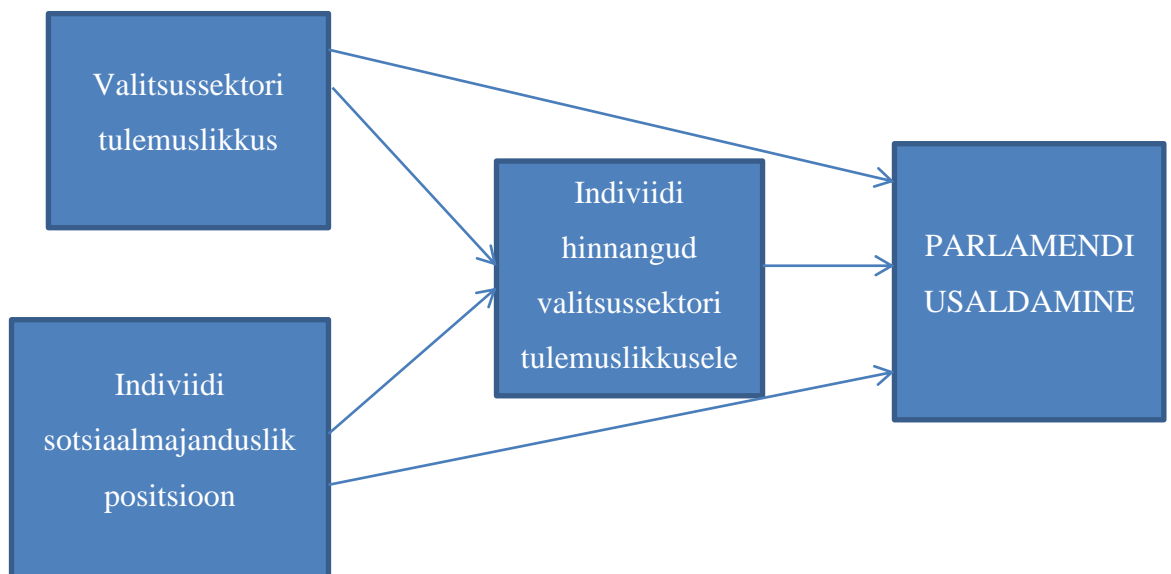 Valitsussektori
tulemuslikkus
Indiviidi
hinnangud
valitsussektori
tulemuslikkusele
PARLAMENDI
USALDAMINE
Indiviidi
sotsiaalmajanduslik
positsioon